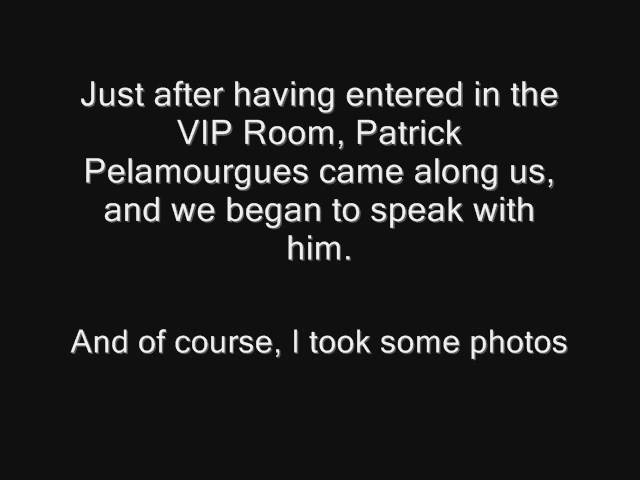 Just after having entered in the
VIP Room, Patrick
Pelamourgues came along us,
and we began to speak with
him.
And of course, I took some photos